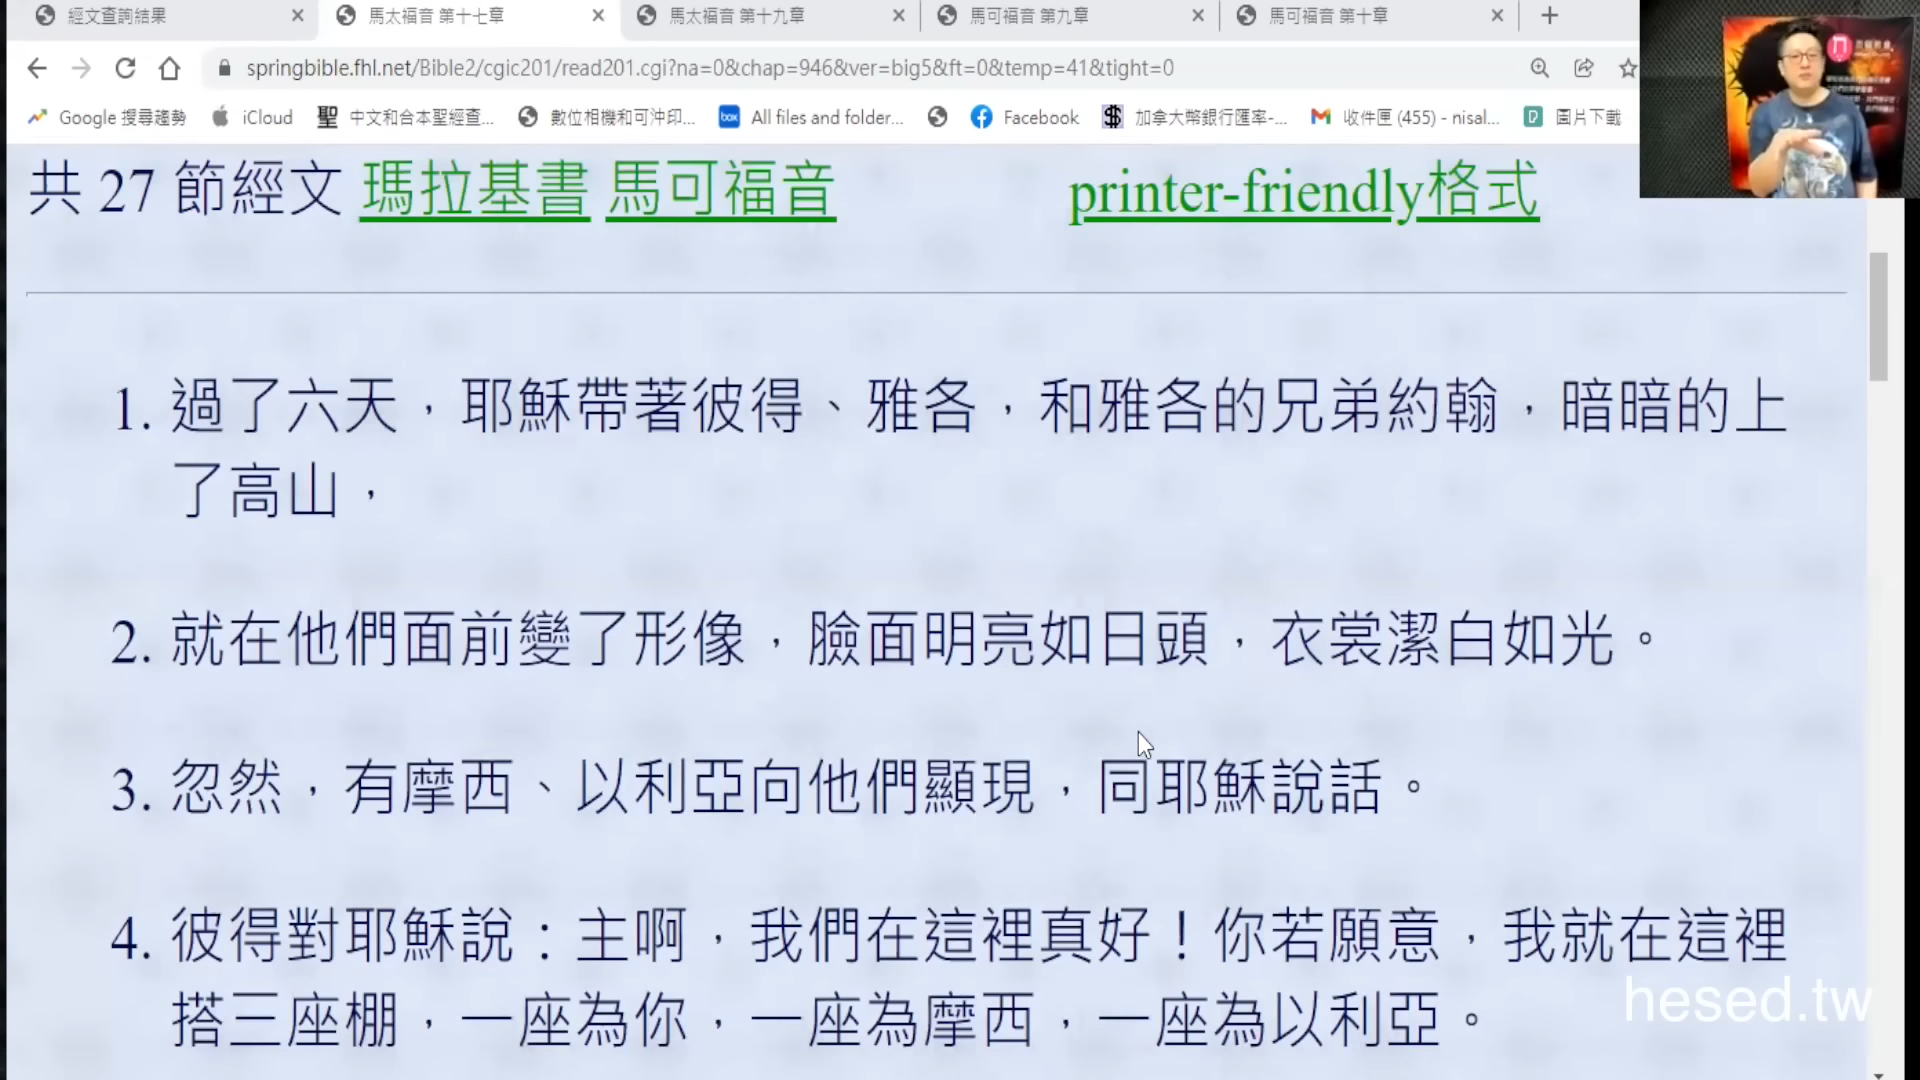 經文查詢結果
馬太福音 第十七章
馬太福音 第十九章
馬可福音 第九章
馬可福音 第十章
springbible.fhl.net/Bible2/cgic201/read201.cgi?na=0&chap=946&ver=big5&ft=0&temp=41&tight=0
Google 搜尋趨勢
iCloud
聖 中文和合本聖經查...
數位相機和可沖印...
box All files and folder...
Facebook
加拿大幣銀行匯率-...
收件匣 (455) - nisal...
圖片下載
共 27 節經文 瑪拉基書 馬可福音 printer-friendly格式
1. 過了六天，耶穌帶著彼得、雅各，和雅各的兄弟約翰，暗暗的上
了高山，
2. 就在他們面前變了形像，臉面明亮如日頭，衣裳潔白如光。
3. 忽然，有摩西、以利亞向他們顯現，同耶穌說話。
4. 彼得對耶穌說：主啊，我們在這裡真好！你若願意，我就在這裡
搭三座棚，一座為你，一座為摩西，一座為以利亞。
hesed.tw